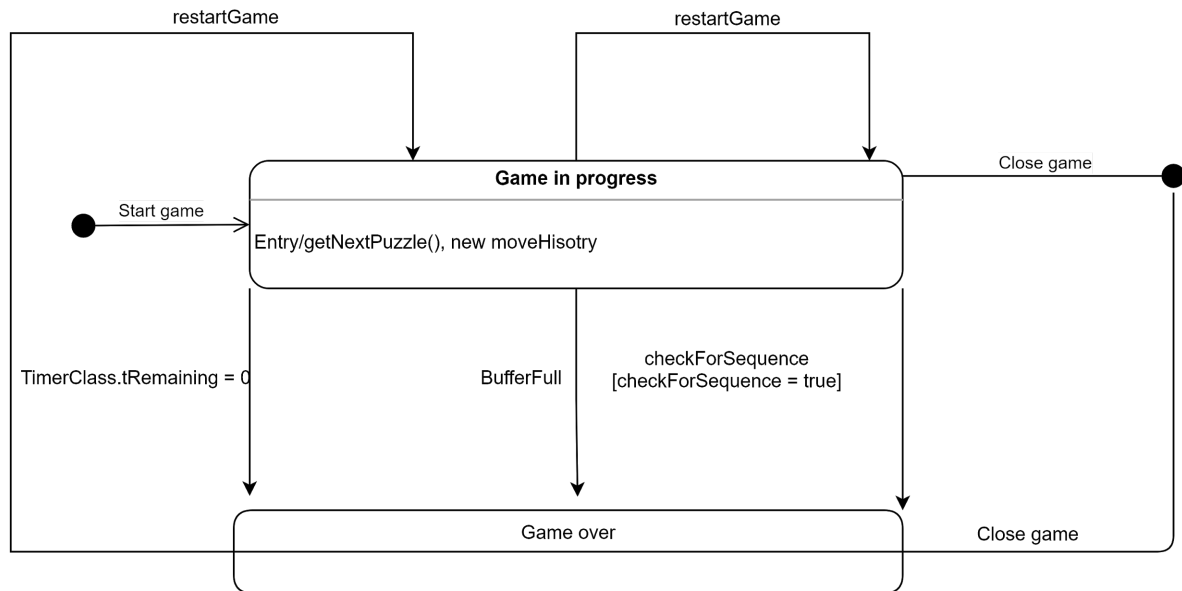 restartGame
restartGame
Game in progress
Close game
Start game
Entry/getNextPuzzle(), new moveHisotry
TimerClass.tRemaining = 0
BufferFull
checkForSequence
[checkForSequence = true]
Game over
Close game